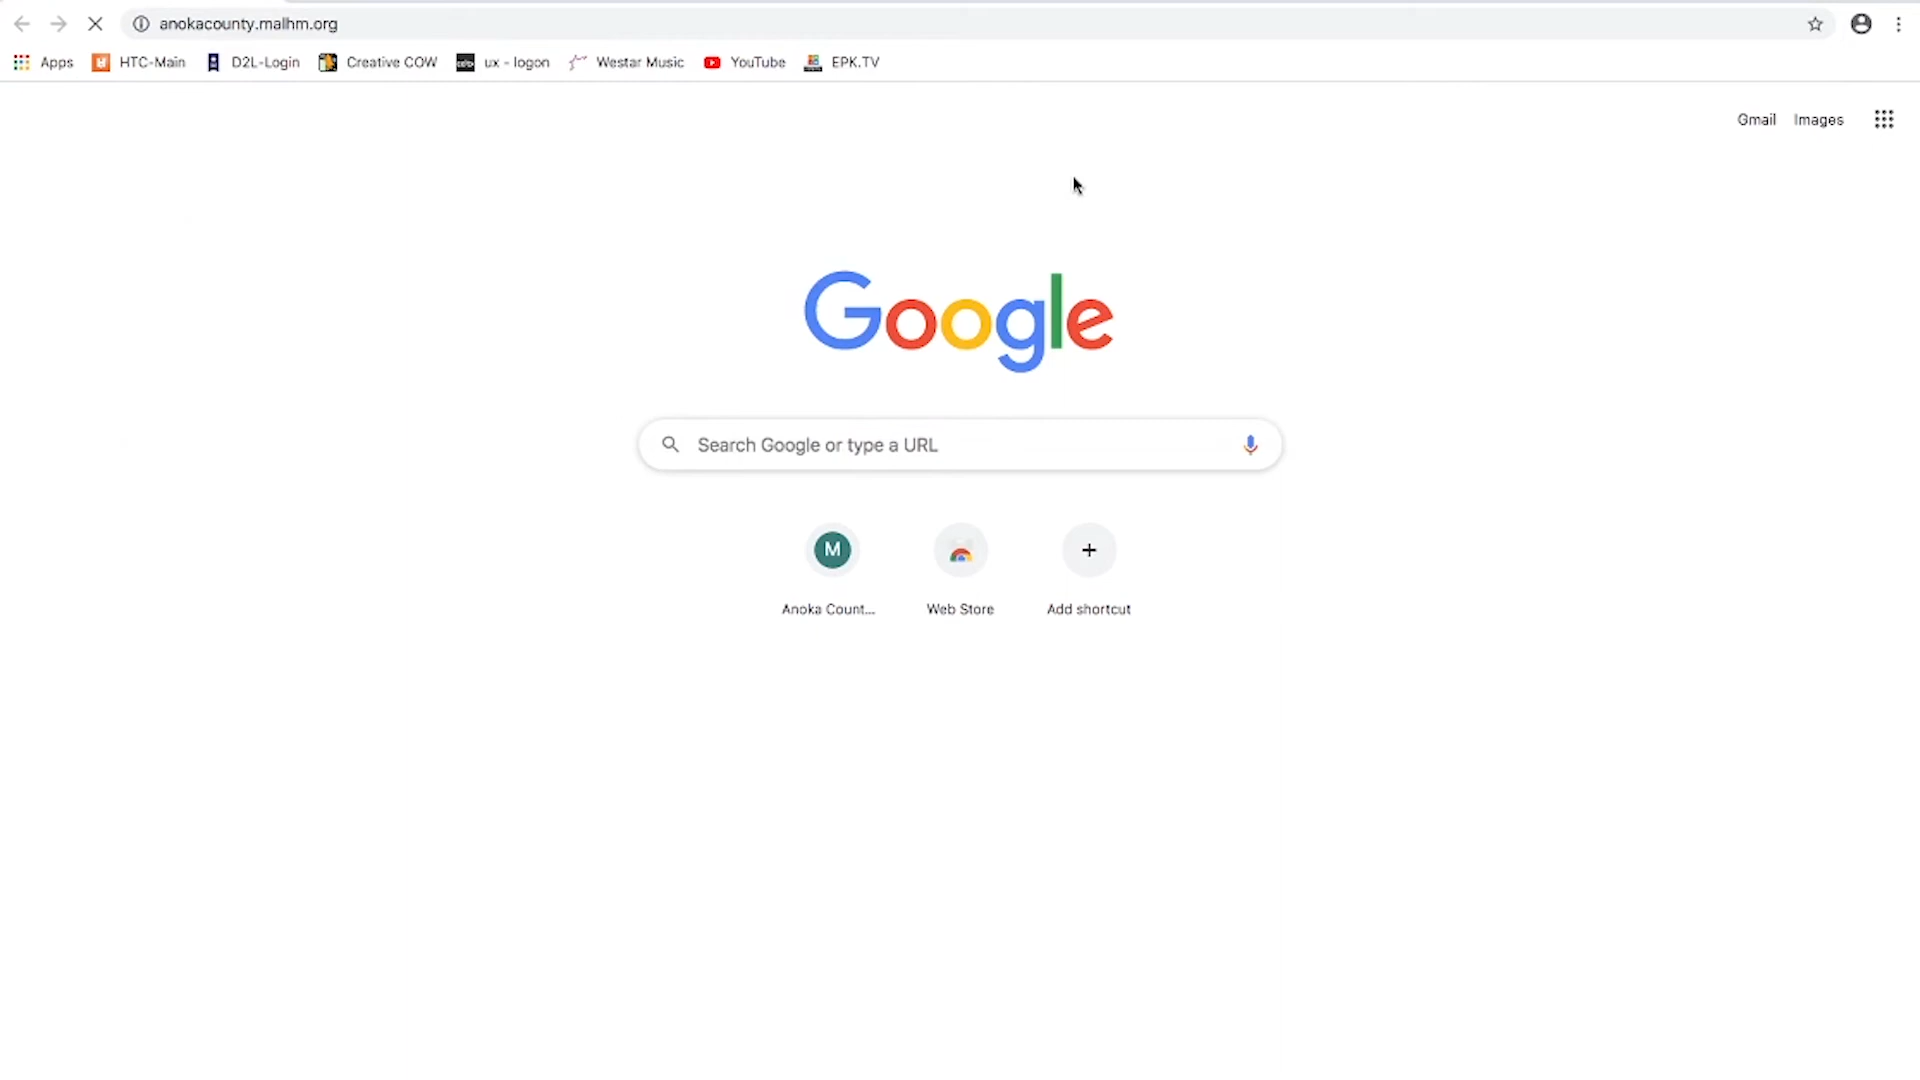 anokacounty.malhm.org
Apps HTC-Main D2L-Login Creative COW ux - logon Westar Music YouTube EPK.TV
Gmail Images
Google
Search Google or type a URL
M
Anoka Count... Web Store Add shortcut